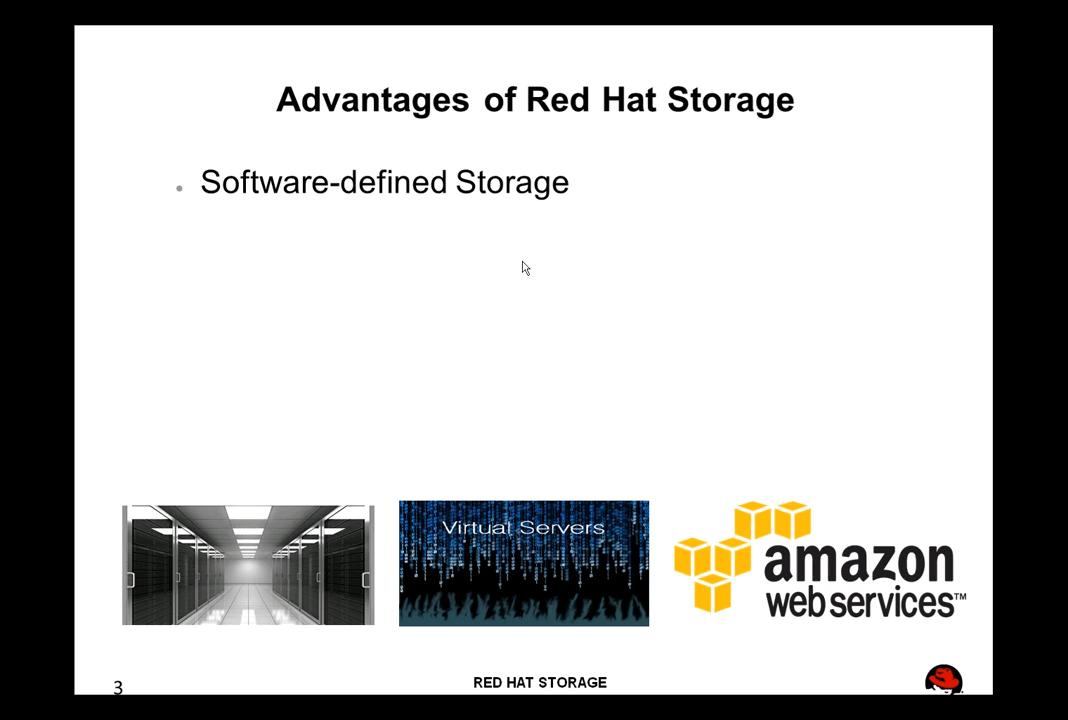 Advantages of Red Hat Storage
• Software-defined Storage
Virtual Servers
amazon
web services™
3
RED HAT STORAGE